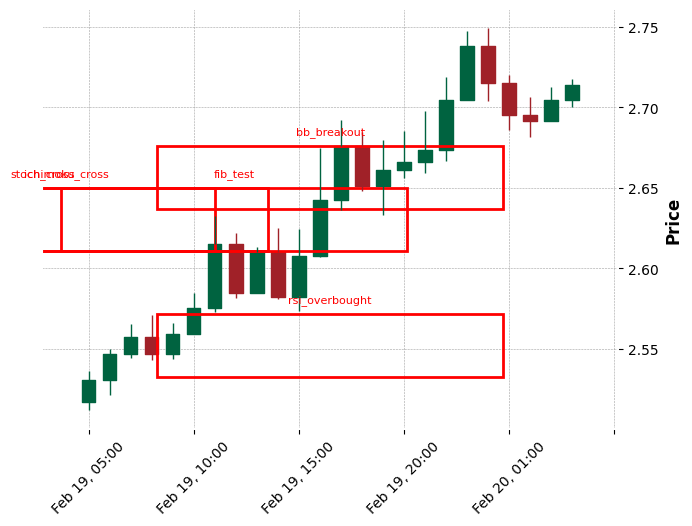 2.75
2.70
bb_breakout
ichimoku_cross
fib_test
2.65
Price
2.60
rsi_overbought
2.55
Feb 19, 05:00
Feb 19, 10:00
Feb 19, 15:00
Feb 19, 20:00
Feb 20, 01:00